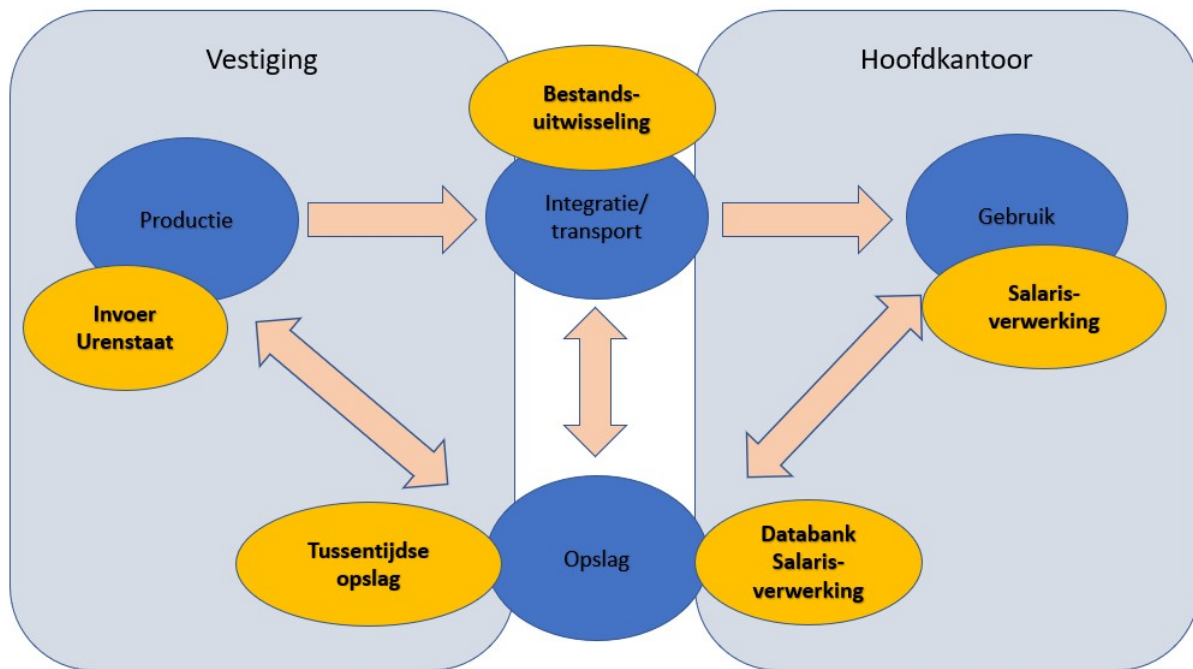 Vestiging
Hoofdkantoor
Bestands-
uitwisseling
Productie
Integratie/
transport
Gebruik
Invoer
Urenstaat
Salaris-
verwerking
Tussentijdse
opslag
Opslag
Databank
Salaris-
verwerking